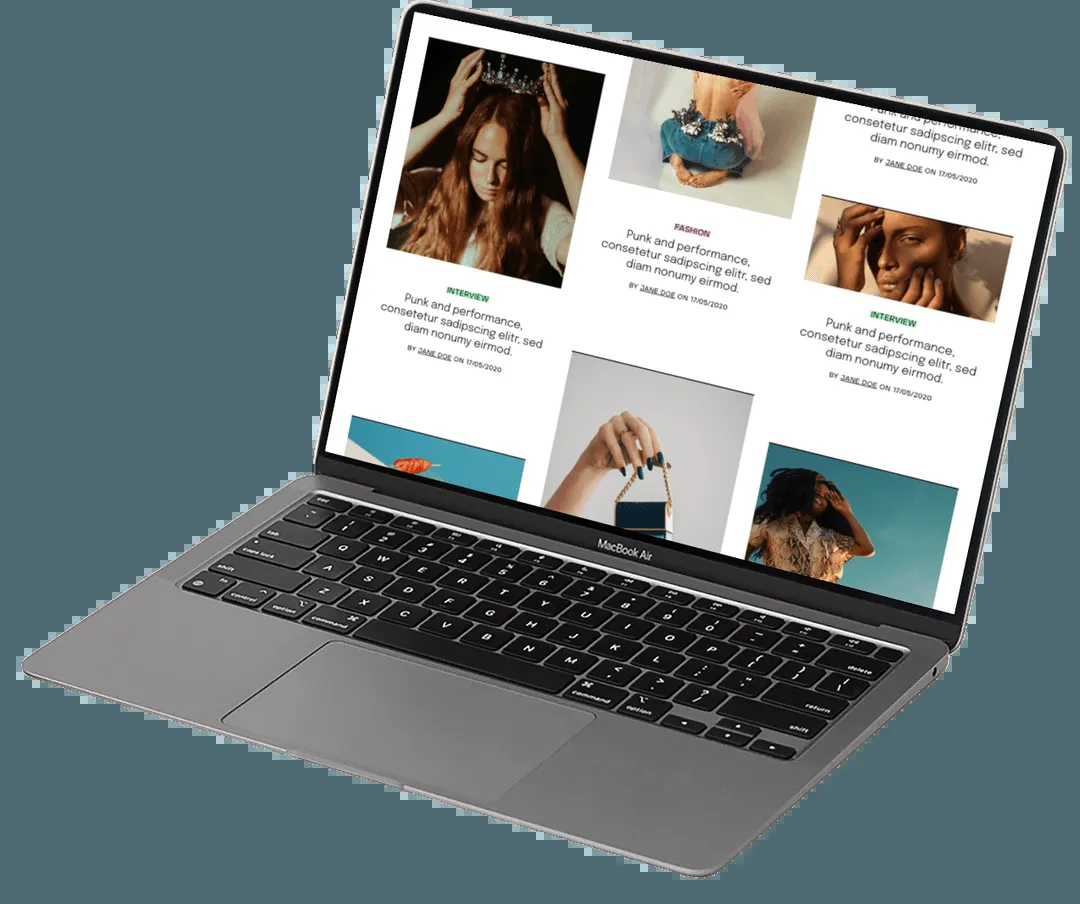 INTERVIEW
Punk and performance,
consetetur sadipscing elitr, sed
diam nonumy eirmod.
BY JANE DOE ON 17/05/2020
FASHION
Punk and performance,
consetetur sadipscing elitr, sed
diam nonumy eirmod.
BY JANE DOE ON 17/05/2020
Punk and performance,
consetetur sadipscing elitr, sed
diam nonumy eirmod.
BY JANE DOE ON 17/05/2020
INTERVIEW
Punk and performance,
consetetur sadipscing elitr, sed
diam nonumy eirmod.
BY JANE DOE ON 17/05/2020
MacBook Air
esc
delete
tab Q W E R T Y U I O P { }
caps lock A S D F G H J K L : "
return
shift Z X C V B N M < > ?
shift
fn control option command
command option